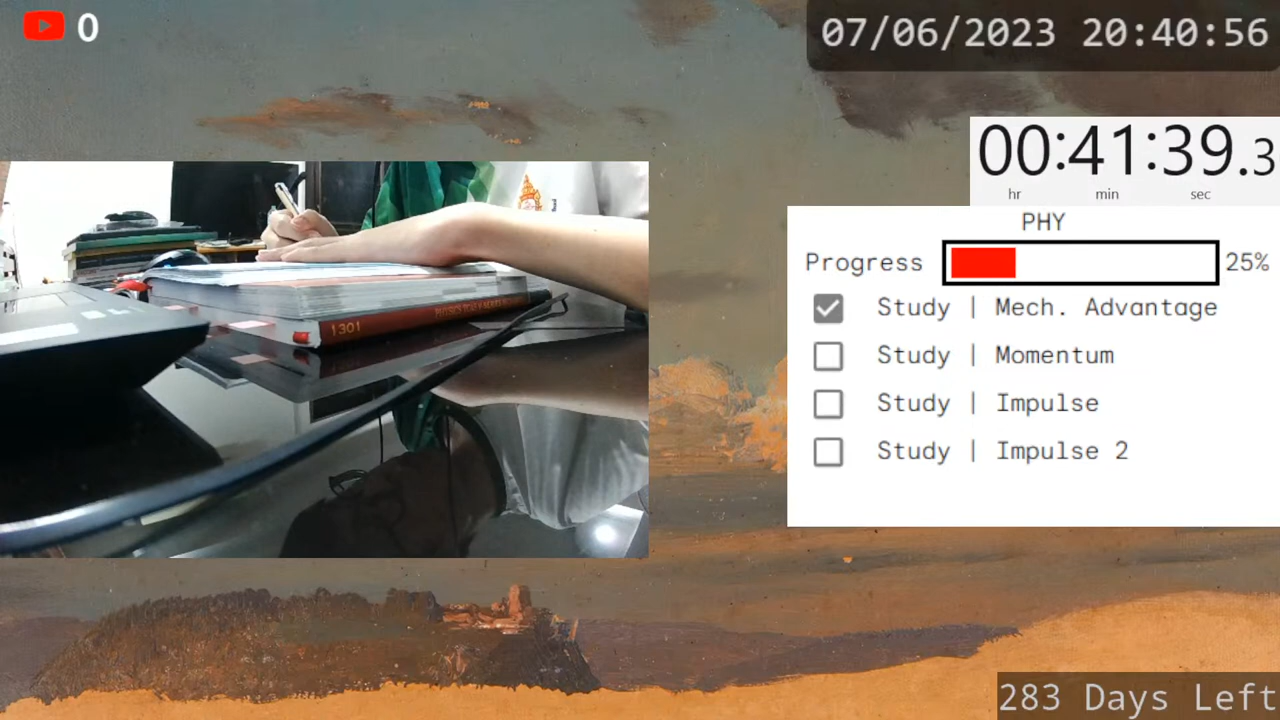 0
07/06/2023 20:40:56
00:41:39.3
hr min sec
PHY
Progress 25%
Study | Mech. Advantage
Study | Momentum
Study | Impulse
Study | Impulse 2
1301
283 Days Left